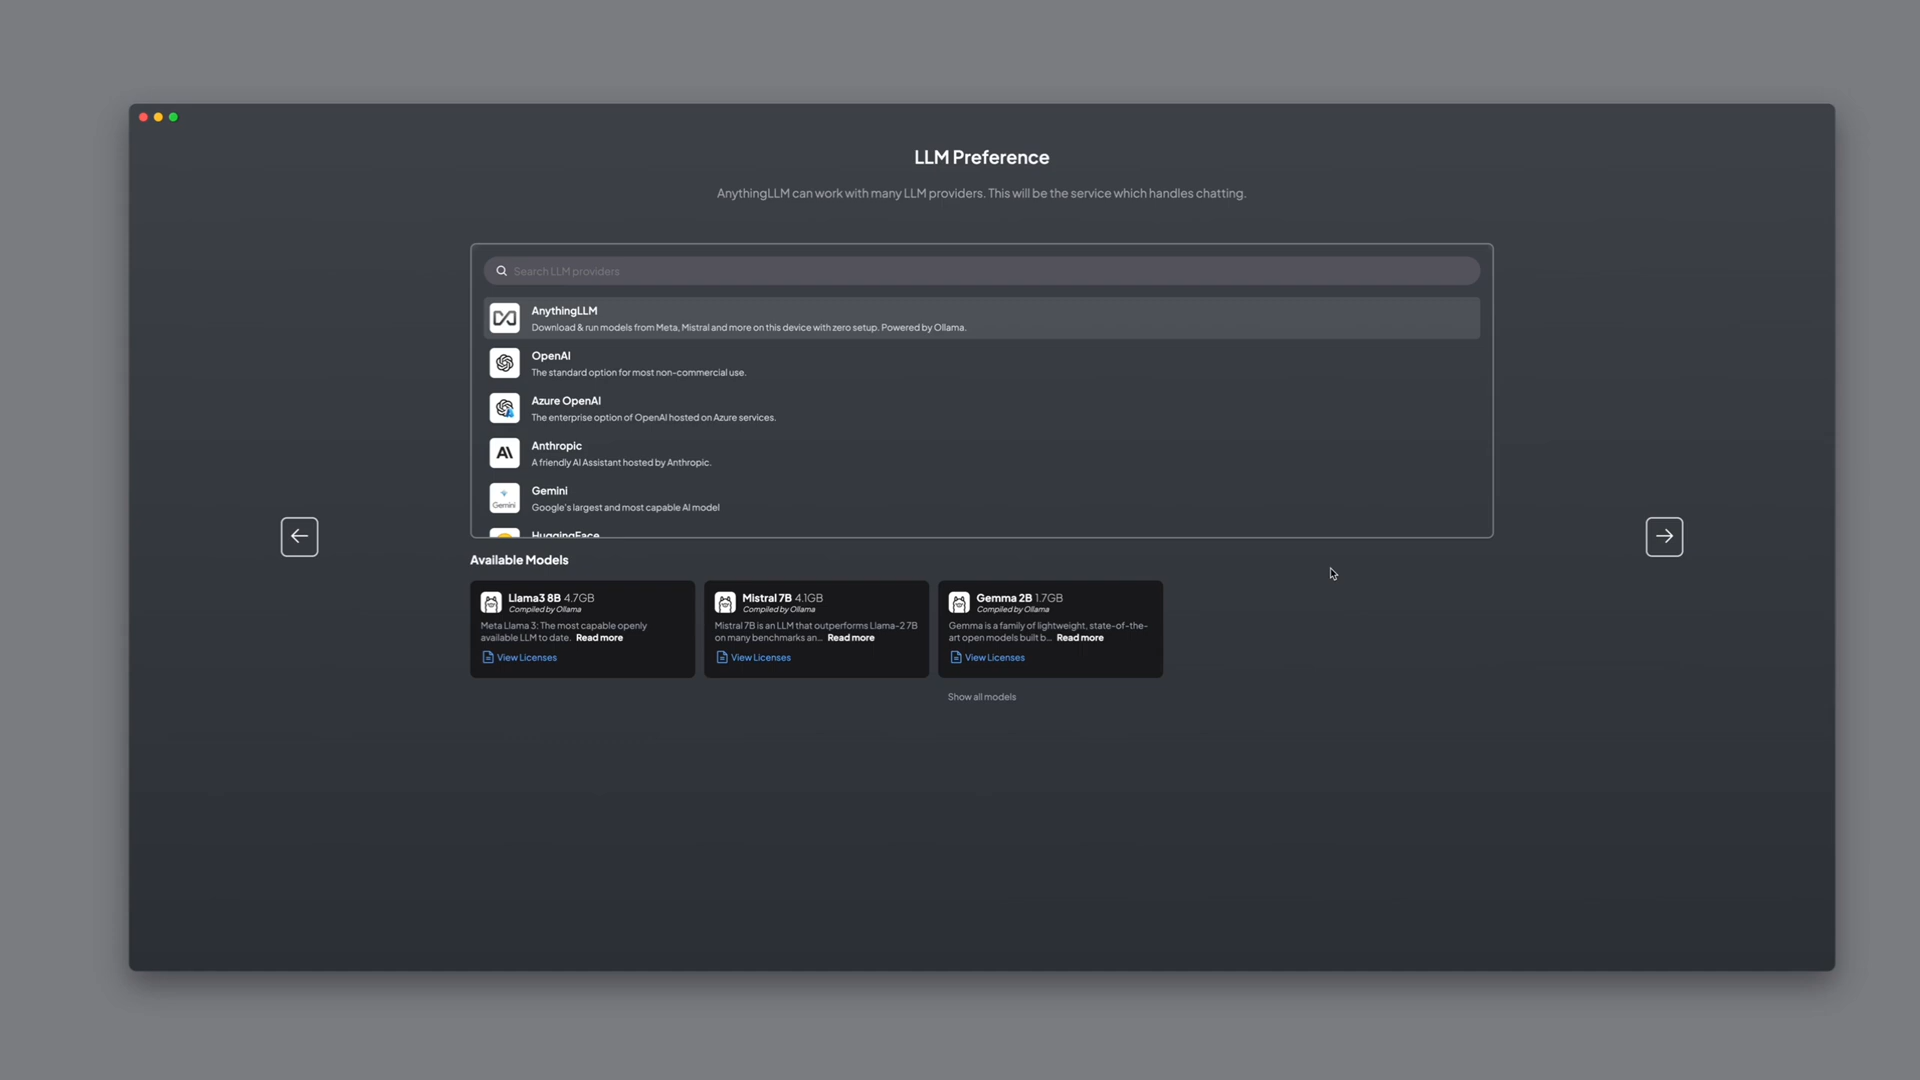 LLM Preference
AnythingLLM can work with many LLM providers. This will be the service which handles chatting.
Search LLM providers
AnythingLLM
Download & run models from Meta, Mistral and more on this device with zero setup. Powered by Ollama.
OpenAI
The standard option for most non-commercial use.
Azure OpenAI
The enterprise option of OpenAI hosted on Azure services.
Anthropic
A friendly AI Assistant hosted by Anthropic.
Gemini
Gemini
Google's largest and most capable AI model
HuggingFace
Available Models
Llama3 8B 4.7GB
Compiled by Ollama
Meta Llama 3: The most capable openly
available LLM to date. Read more
View Licenses
Mistral 7B 4.1GB
Compiled by Ollama
Mistral 7B is an LLM that outperforms Llama-2 7B
on many benchmarks an... Read more
View Licenses
Gemma 2B 1.7GB
Compiled by Ollama
Gemma is a family of lightweight, state-of-the-
art open models built b... Read more
View Licenses
Show all models